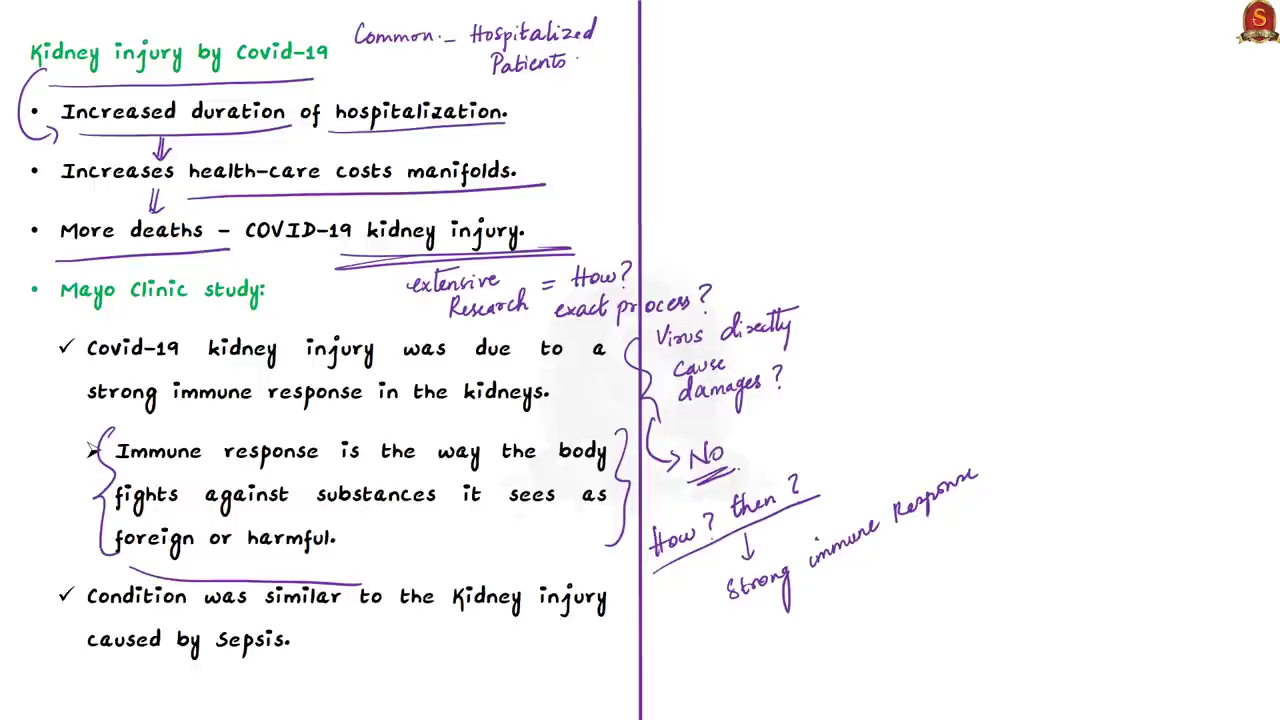 Kidney injury by Covid-19
Common - Hospitalized
Patients
• Increased duration of hospitalization.
• Increases health-care costs manifolds.
• More deaths - COVID-19 kidney injury.
extensive
Research = How?
exact process?
• Mayo Clinic study:
✓ Covid-19 kidney injury was due to a
strong immune response in the kidneys.
➤ Immune response is the way the body
fights against substances it sees as
foreign or harmful.
✓ Condition was similar to the Kidney injury
caused by Sepsis.
Virus directly
cause
damages?
No
How? then?
Strong immune Response
S